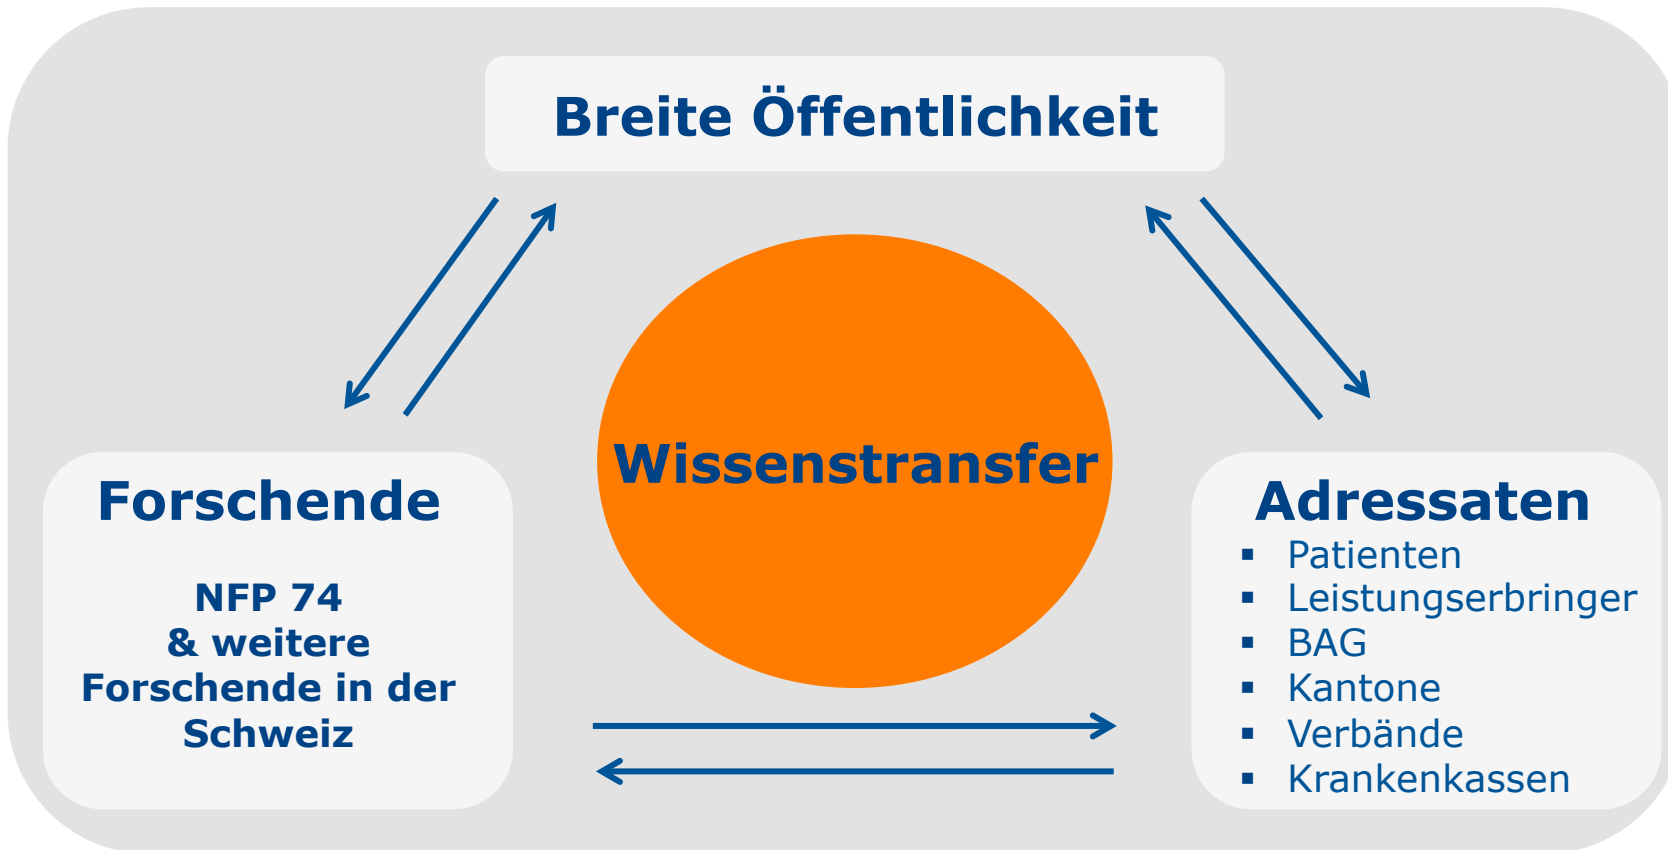 Breite Öffentlichkeit
Wissenstransfer
Forschende
NFP 74
& weitere
Forschende in der
Schweiz
Adressaten
▪ Patienten
▪ Leistungserbringer
▪ BAG
▪ Kantone
▪ Verbände
▪ Krankenkassen